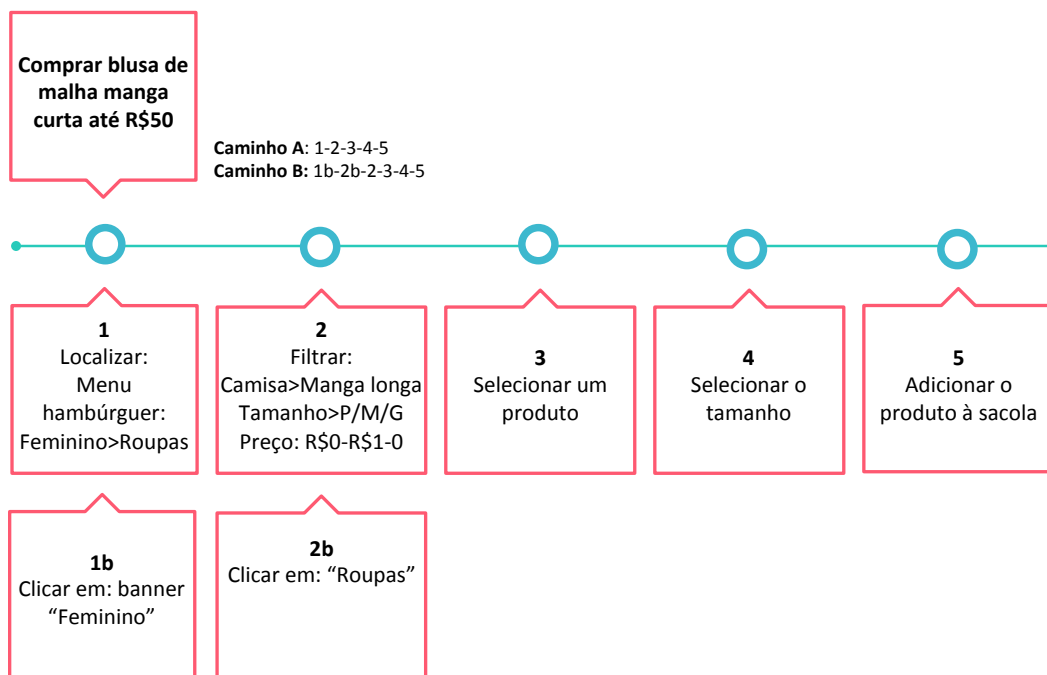 Comprar blusa de
malha manga
curta até R$50
Caminho A: 1-2-3-4-5
Caminho B: 1b-2b-2-3-4-5
1
Localizar:
Menu
hambúrguer:
Feminino>Roupas
2
Filtrar:
Camisa>Manga longa
Tamanho>P/M/G
Preço: R$0-R$1-0
3
Selecionar um
produto
4
Selecionar o
tamanho
5
Adicionar o
produto à sacola
1b
Clicar em: banner
“Feminino”
2b
Clicar em: “Roupas”